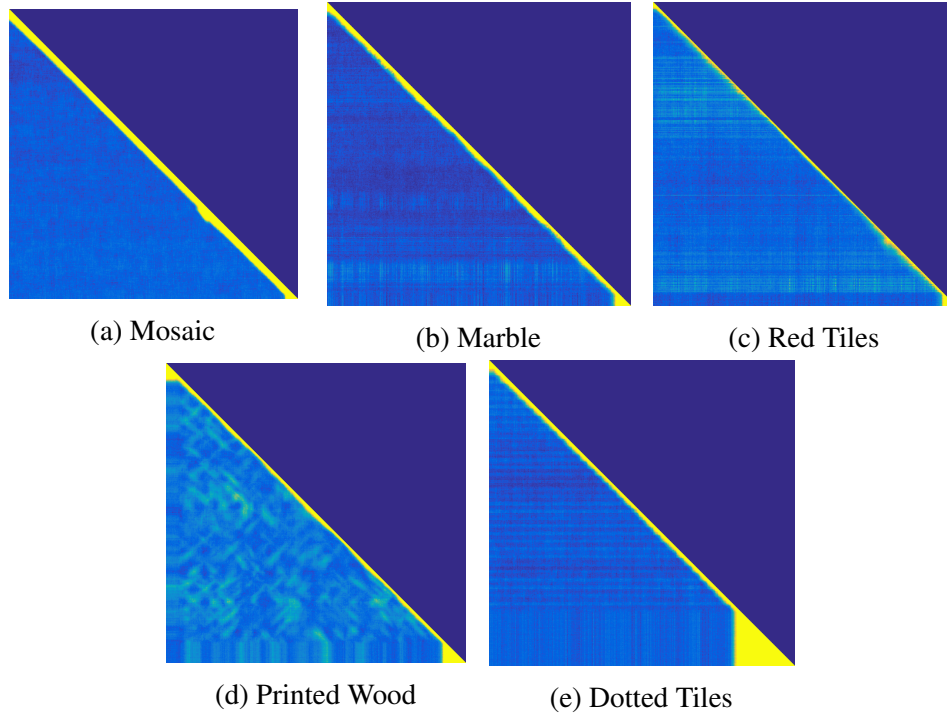 (a) Mosaic
(b) Marble
(c) Red Tiles
(d) Printed Wood
(e) Dotted Tiles